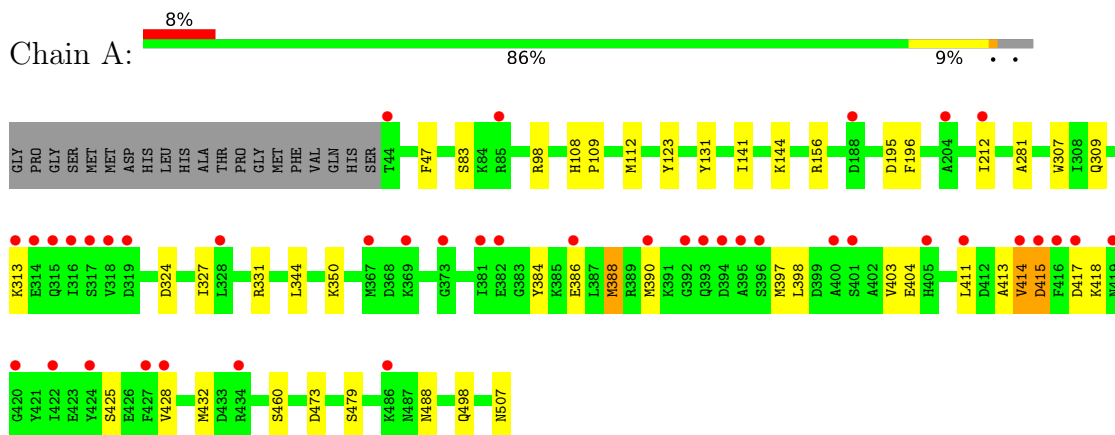 8%
Chain A:
86% 9% • •
GLY PRO GLY SER MET MET ASP HIS LEU HIS ALA THR PRO GLY MET PHE VAL GLN HIS SER T44 F47 S83 K84 R85 R98 H108 P109 M112 Y123 Y131 I141 K144 R156 D188 D195 F196 A204 I212 A281 W307 I308 Q309
K313 E314 Q315 I316 S317 V318 D319 D324 I327 L328 R331 L344 K350 M367 D368 K369 G373 I381 E382 G383 Y384 K385 E386 L387 M388 R389 M390 K391 G392 Q393 D394 A395 S396 M397 L398 D399 A400 S401 A402 V403 E404 H405 L411 D412 A413 V414 D415 F416 D417 K418 N419
G420 Y421 I422 E423 Y424 S425 E426 F427 V428 M432 D433 R434 S460 D473 S479 K486 N487 N488 Q498 N507